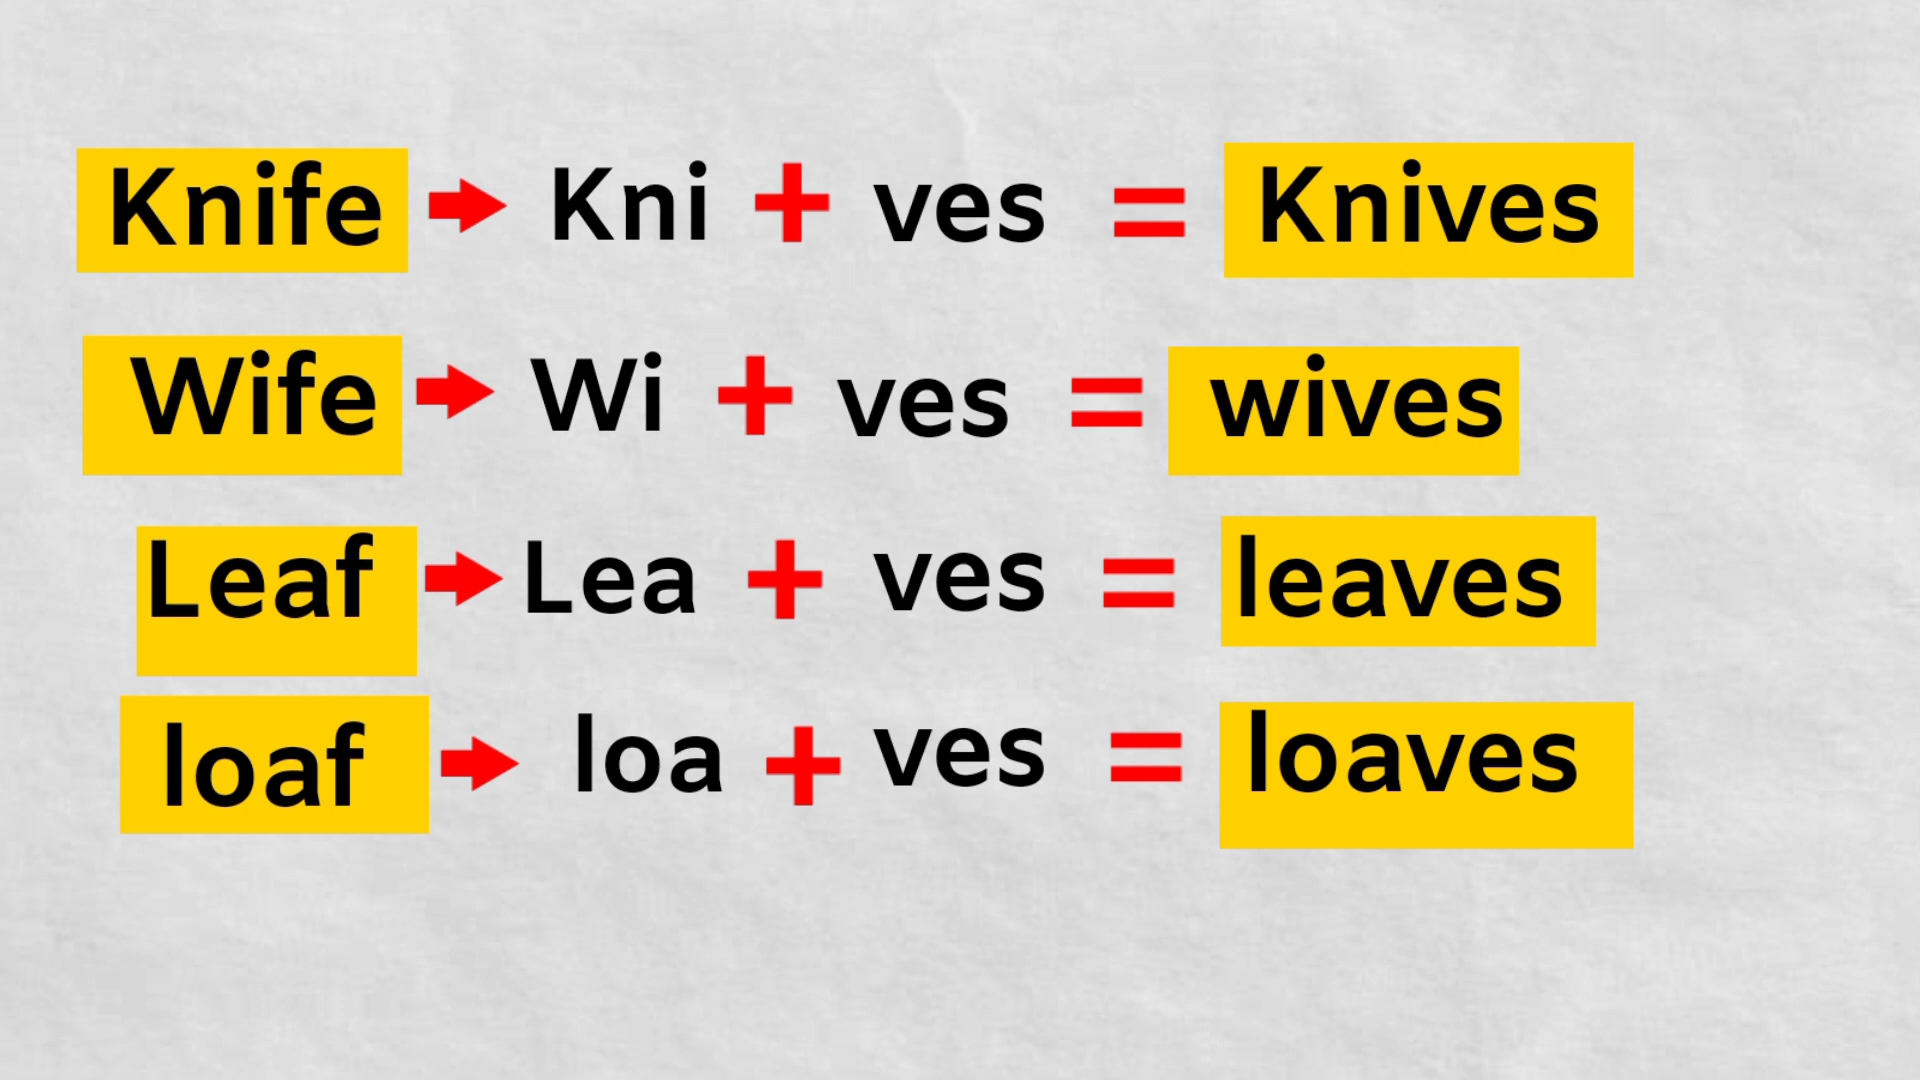 Knife ➡ Kni + ves = Knives
Wife ➡ Wi + ves = wives
Leaf ➡ Lea + ves = leaves
loaf ➡ loa + ves = loaves